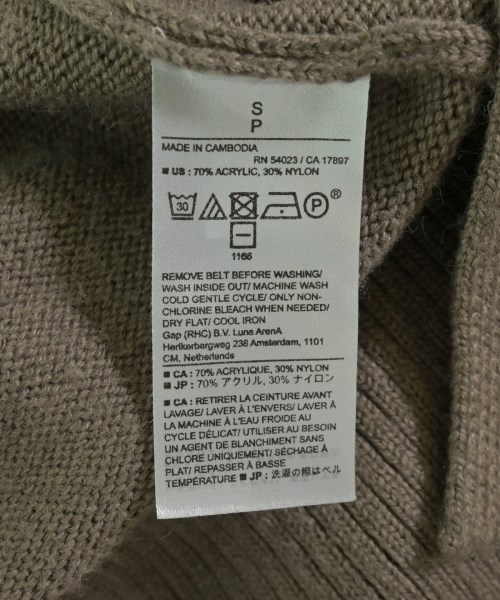 S
P
MADE IN CAMBODIA
RN 54023 / CA 17897
■ US : 70% ACRYLIC, 30% NYLON
30 P ®
1166
REMOVE BELT BEFORE WASHING/
WASH INSIDE OUT/ MACHINE WASH
COLD GENTLE CYCLE/ ONLY NON-
CHLORINE BLEACH WHEN NEEDED/
DRY FLAT/ COOL IRON
Gap (RHC) B.V. Luna ArenA
Herikerbergweg 238 Amsterdam, 1101
CM, Netherlands
■ CA : 70% ACRYLIQUE, 30% NYLON
■ JP : 70% アクリル, 30% ナイロン
■ CA : RETIRER LA CEINTURE AVANT
LAVAGE/ LAVER À L'ENVERS/ LAVER À
LA MACHINE À L'EAU FROIDE AU
CYCLE DÉLICAT/ UTILISER AU BESOIN
UN AGENT DE BLANCHIMENT SANS
CHLORE UNIQUEMENT/ SÉCHAGE À
PLAT/ REPASSER À BASSE
TEMPÉRATURE ■ JP : 洗濯の際はベル